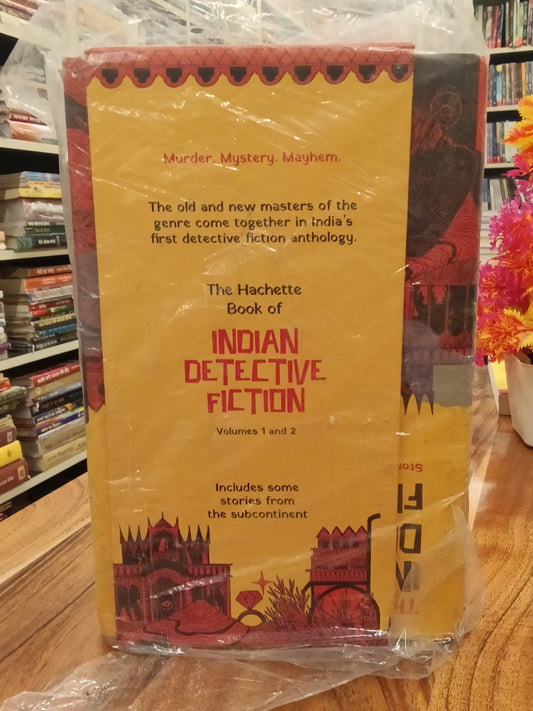 Murder. Mystery. Mayhem.
The old and new masters of the
genre come together in India's
first detective fiction anthology.
The Hachette
Book of
INDIAN
DETECTIVE
FICTION
Volumes 1 and 2
Includes some
stories from
the subcontinent